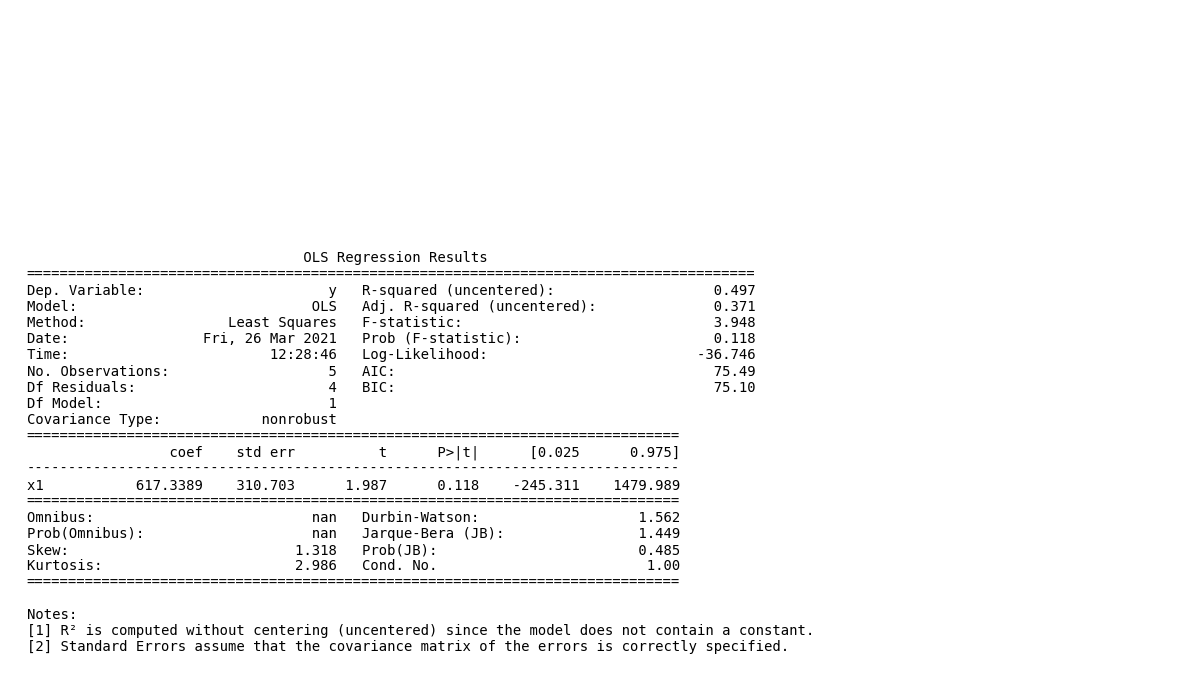 OLS Regression Results                                
=======================================================================================
Dep. Variable:                      y   R-squared (uncentered):                   0.497
Model:                            OLS   Adj. R-squared (uncentered):              0.371
Method:                 Least Squares   F-statistic:                              3.948
Date:                Fri, 26 Mar 2021   Prob (F-statistic):                       0.118
Time:                        12:28:46   Log-Likelihood:                         -36.746
No. Observations:                   5   AIC:                                      75.49
Df Residuals:                       4   BIC:                                      75.10
Df Model:                           1
Covariance Type:            nonrobust
==============================================================================
                 coef    std err          t      P>|t|      [0.025      0.975]
------------------------------------------------------------------------------
x1           617.3389    310.703      1.987      0.118    -245.311    1479.989
==============================================================================
Omnibus:                          nan   Durbin-Watson:                   1.562
Prob(Omnibus):                    nan   Jarque-Bera (JB):                1.449
Skew:                           1.318   Prob(JB):                        0.485
Kurtosis:                       2.986   Cond. No.                         1.00
==============================================================================

Notes:
[1] R² is computed without centering (uncentered) since the model does not contain a constant.
[2] Standard Errors assume that the covariance matrix of the errors is correctly specified.